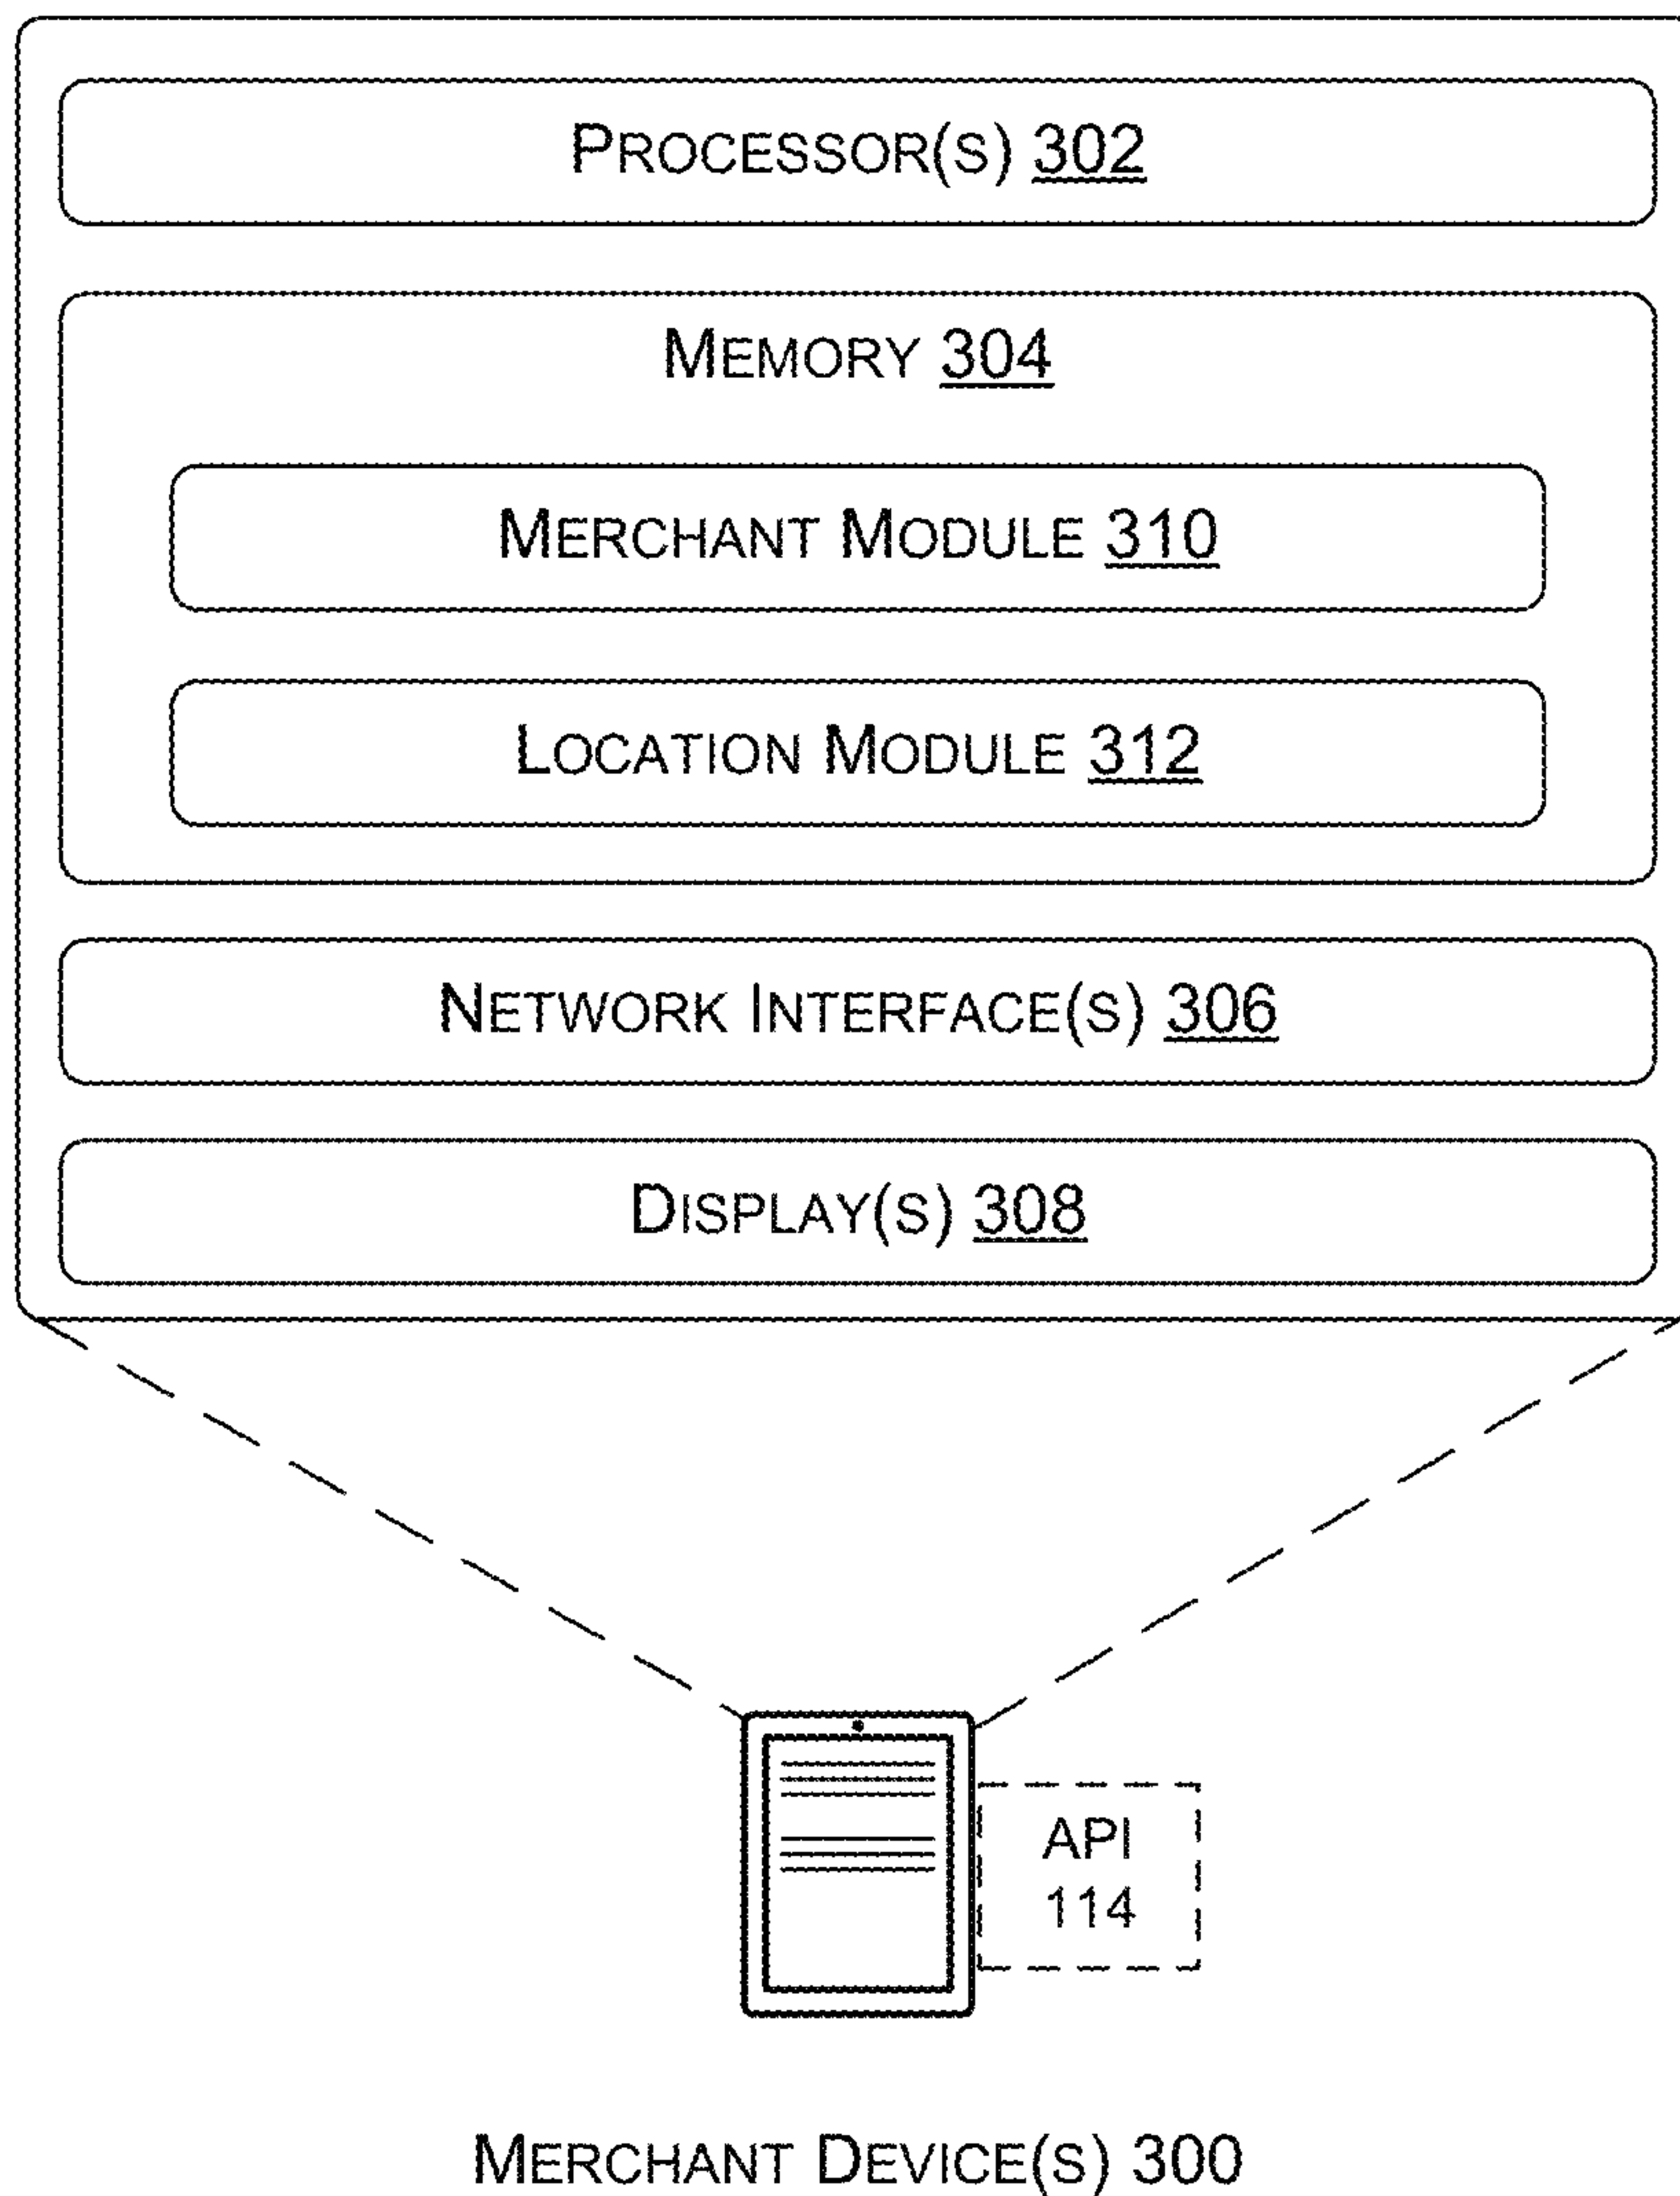 PROCESSOR(S) 302
MEMORY 304
MERCHANT MODULE 310
LOCATION MODULE 312
NETWORK INTERFACE(S) 306
DISPLAY(S) 308
API
114
MERCHANT DEVICE(S) 300